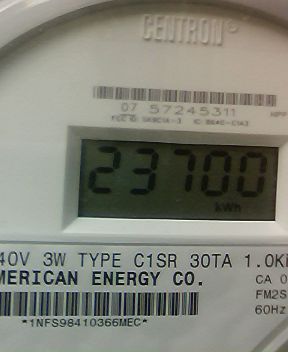 CENTRON®
07 57245311
23700
kWh
40V 3W TYPE C1SR 30TA 1.0K
MERICAN ENERGY CO.
CA 0
FM2S
60Hz
*1NFS98410366MEC*